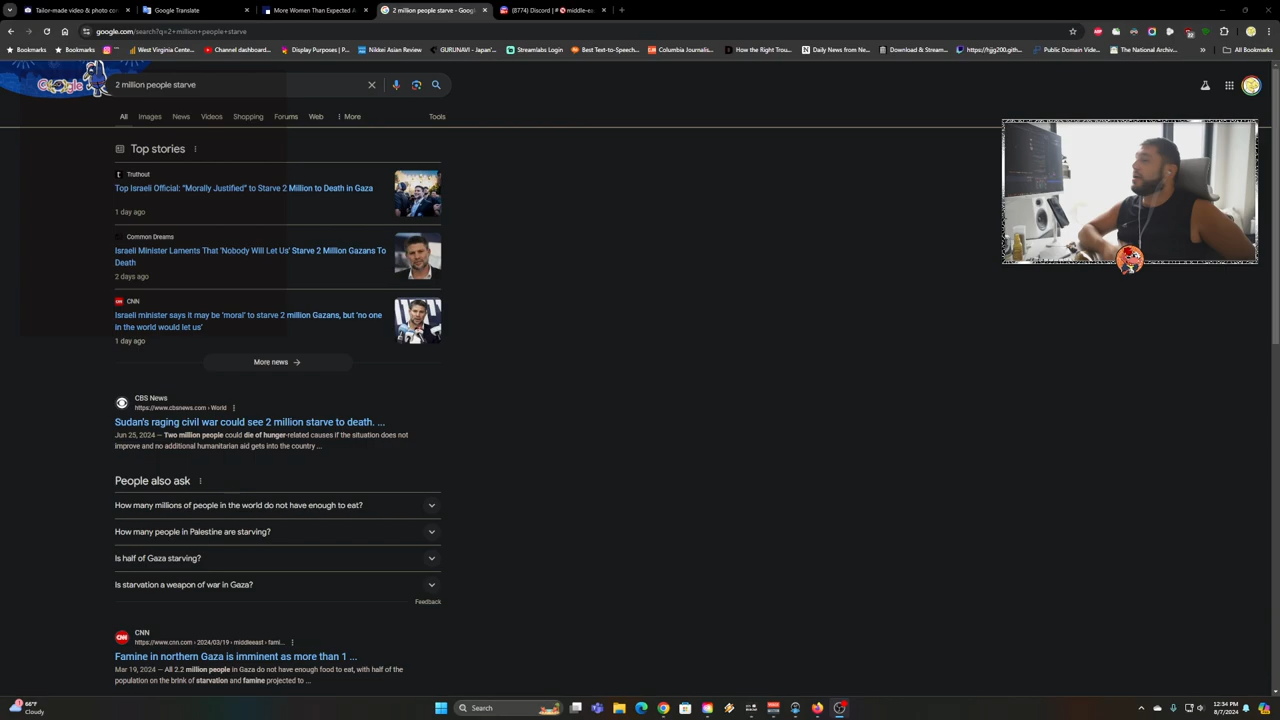 Tailor-made video & photo co
Google Translate
More Women Than Expected A
2 million people starve - Goog
(8774) Discord | # middle-ea
google.com/search?q=2+million+people+starve
Bookmarks
Bookmarks
West Virginia Cente...
Channel dashboard...
Display Purposes | P...
Nikkei Asian Review
GURUNAVI - Japan'...
Streamlabs Login
Best Text-to-Speech...
Columbia Journalis...
How the Right Trou...
Daily News from Ne...
Download & Stream...
https://hjjg200.gith...
Public Domain Vide...
The National Archiv...
All Bookmarks
Google
2 million people starve
All
Images
News
Videos
Shopping
Forums
Web
More
Tools
Top stories
Truthout
Top Israeli Official: “Morally Justified” to Starve 2 Million to Death in Gaza
1 day ago
Common Dreams
Israeli Minister Laments That 'Nobody Will Let Us' Starve 2 Million Gazans To
Death
2 days ago
CNN
Israeli minister says it may be ‘moral’ to starve 2 million Gazans, but ‘no one
in the world would let us’
1 day ago
More news
CBS News
https://www.cbsnews.com › World
Sudan's raging civil war could see 2 million starve to death. ...
Jun 25, 2024 — Two million people could die of hunger-related causes if the situation does not
improve and no additional humanitarian aid gets into the country ...
People also ask
How many millions of people in the world do not have enough to eat?
How many people in Palestine are starving?
Is half of Gaza starving?
Is starvation a weapon of war in Gaza?
Feedback
CNN
https://www.cnn.com › 2024/03/19 › middleeast › fami...
Famine in northern Gaza is imminent as more than 1 ...
Mar 19, 2024 — All 2.2 million people in Gaza do not have enough food to eat, with half of the
population on the brink of starvation and famine projected to ...
66°F
Cloudy
Search
12:34 PM
8/7/2024